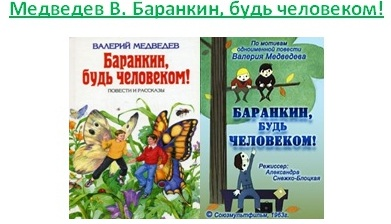 Медведев В. Баранкин, будь человеком!
ВАЛЕРИЙ МЕДВЕДЕВ
Баранкин,
будь человеком!
ПОВЕСТИ И РАССКАЗЫ
По мотивам
одноименной повести
Валерия Медведева
БАРАНКИН,
БУДЬ
ЧЕЛОВЕКОМ!
Режиссер:
Александра
Снежко-Блоцкая
© Союзмультфильм, 1963г.